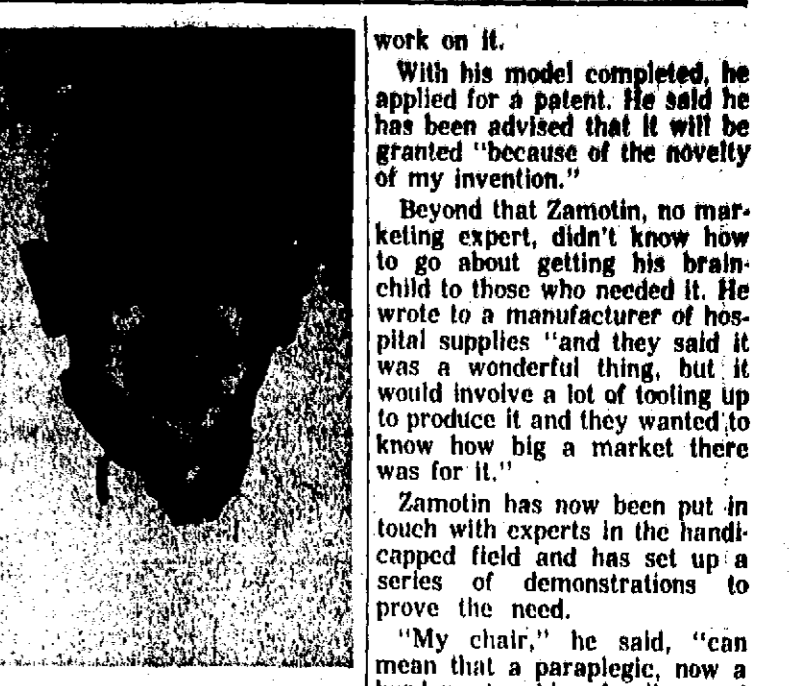 work on it.
With his model completed, he
applied for a patent. He said he
has been advised that it will be
granted "because of the novelty
of my invention."
Beyond that Zamotin, no mar-
keting expert, didn't know how
to go about getting his brain-
child to those who needed it. He
wrote to a manufacturer of hos-
pital supplies "and they said it
was a wonderful thing, but it
would involve a lot of tooling up
to produce it and they wanted to
know how big a market there
was for it."
Zamotin has now been put in
touch with experts in the handi-
capped field and has set up a
series of demonstrations to
prove the need.
"My chair," he said, "can
mean that a paraplegic, now a